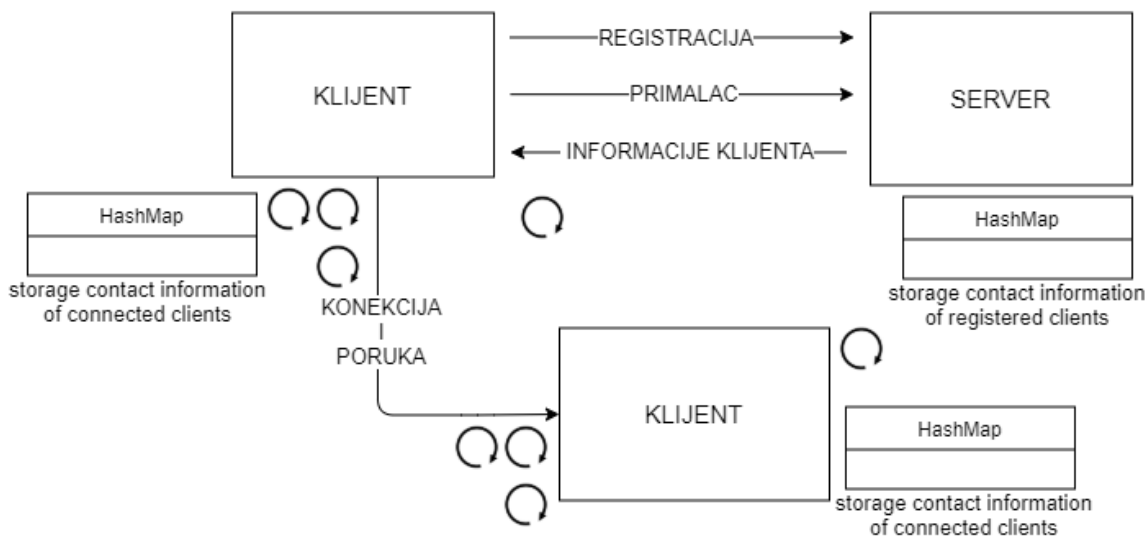 REGISTRACIJA
KLIJENT
PRIMALAC
SERVER
INFORMACIJE KLIJENTA
HashMap
storage contact information
of connected clients
HashMap
storage contact information
of registered clients
KONEKCIJA
I
PORUKA
KLIJENT
HashMap
storage contact information
of connected clients